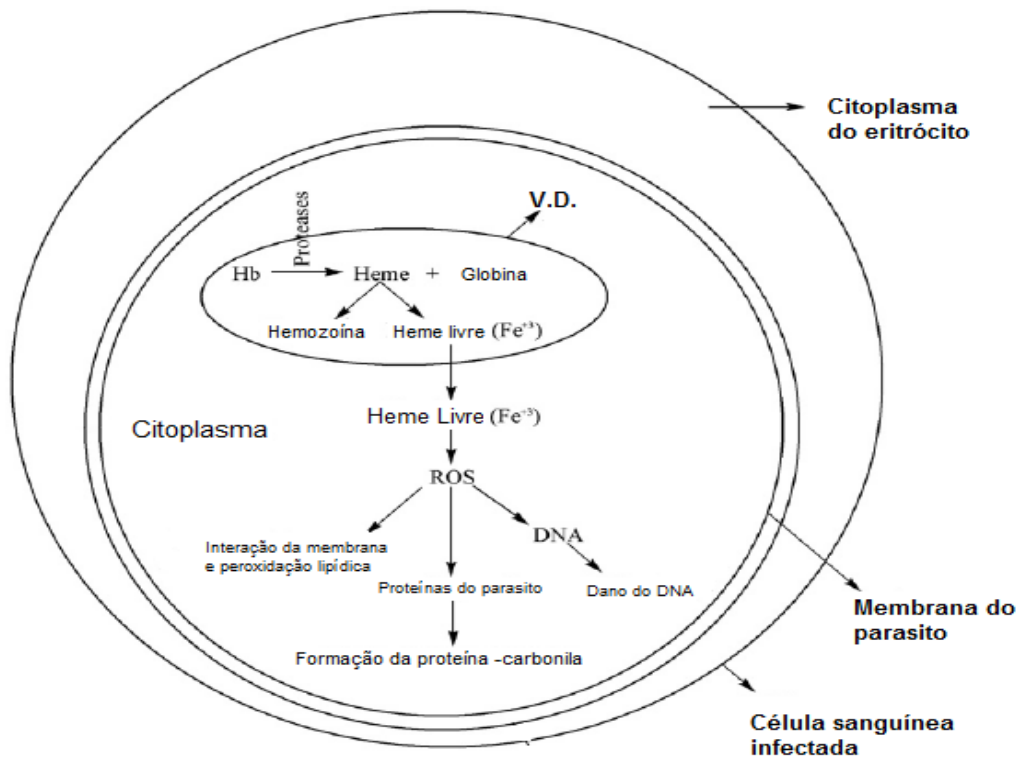 Citoplasma
do eritrócito
V.D.
Proteases
Hb
Heme + Globina
Hemozoína
Heme livre (Fe⁺³)
Heme Livre (Fe⁺³)
Citoplasma
ROS
DNA
Interação da membrana
e peroxidação lipídica
Proteínas do parasito
Dano do DNA
Membrana do
parasito
Formação da proteína -carbonila
Célula sanguínea
infectada